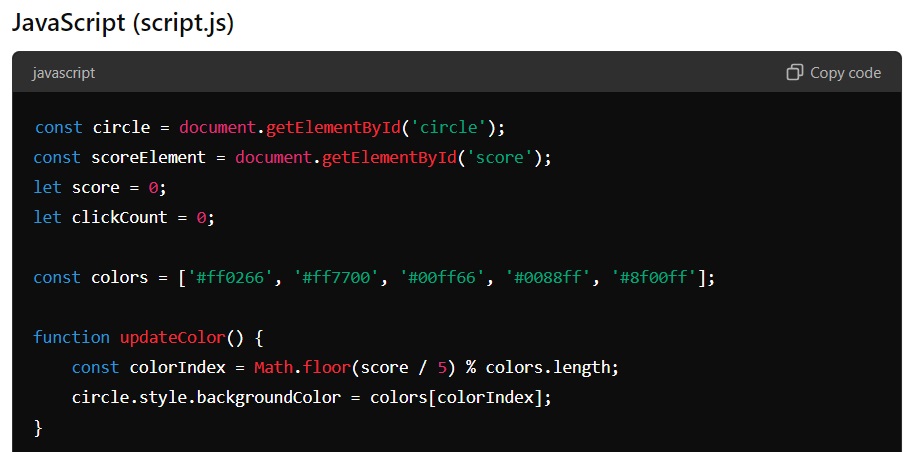 JavaScript (script.js)
javascript
Copy code
const circle = document.getElementById('circle');
const scoreElement = document.getElementById('score');
let score = 0;
let clickCount = 0;
const colors = ['#ff0266', '#ff7700', '#00ff66', '#0088ff', '#8f00ff'];
function updateColor() {
    const colorIndex = Math.floor(score / 5) % colors.length;
    circle.style.backgroundColor = colors[colorIndex];
}